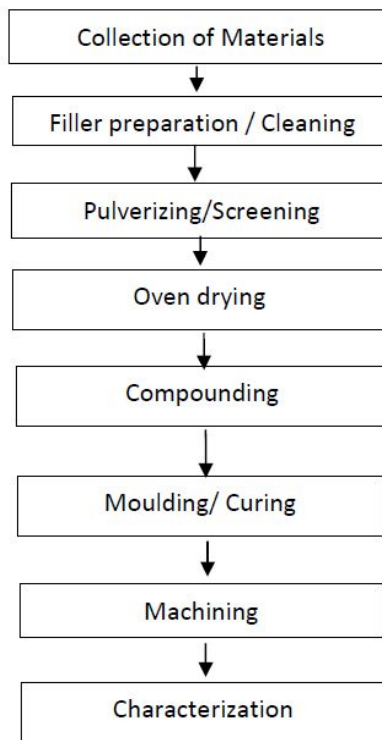 Collection of Materials
Filler preparation / Cleaning
Pulverizing/Screening
Oven drying
Compounding
Moulding/ Curing
Machining
Characterization